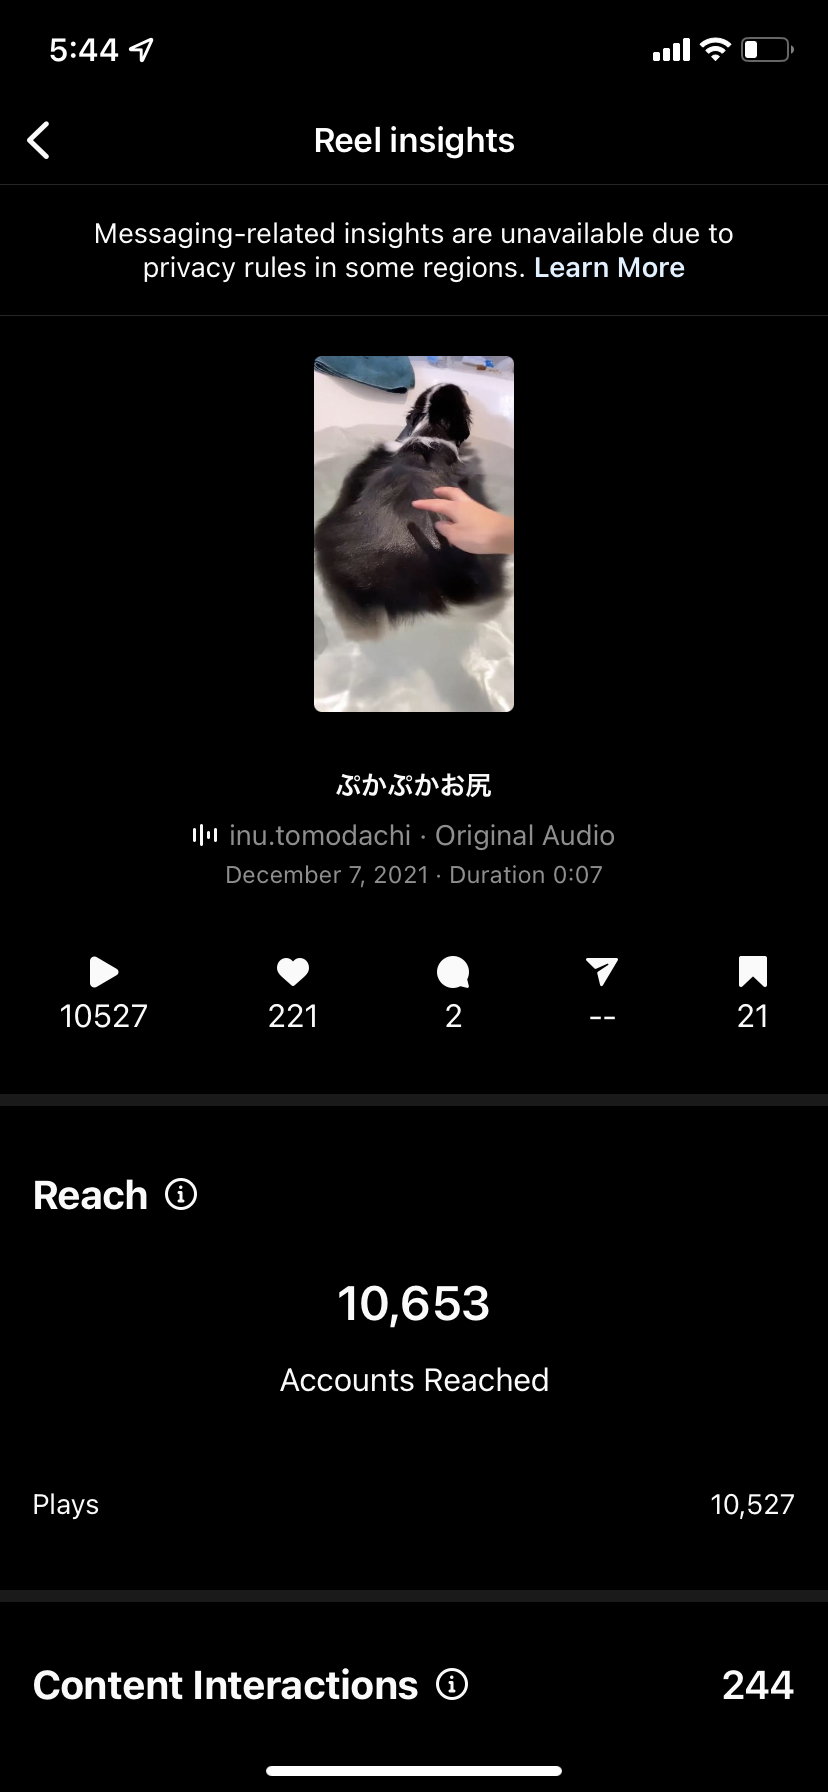 5:44
Reel insights
Messaging-related insights are unavailable due to
privacy rules in some regions. Learn More
ぷかぷかお尻
inu.tomodachi · Original Audio
December 7, 2021 · Duration 0:07
10527 221 2 -- 21
Reach
10,653
Accounts Reached
Plays 10,527
Content Interactions 244